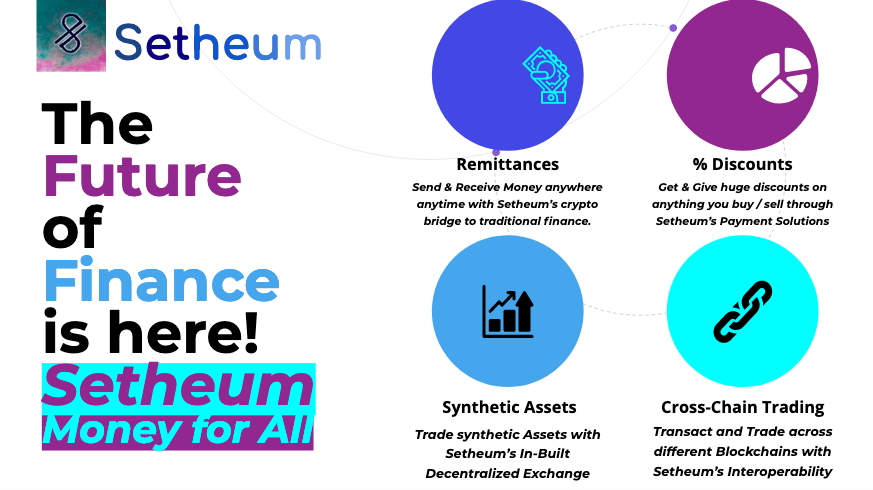 Setheum
The
Future
of
Finance
is here!
Setheum
Money for All
Remittances
Send & Receive Money anywhere
anytime with Setheum's crypto
bridge to traditional finance.
% Discounts
Get & Give huge discounts on
anything you buy / sell through
Setheum's Payment Solutions
Synthetic Assets
Trade synthetic Assets with
Setheum's In-Built
Decentralized Exchange
Cross-Chain Trading
Transact and Trade across
different Blockchains with
Setheum's Interoperability